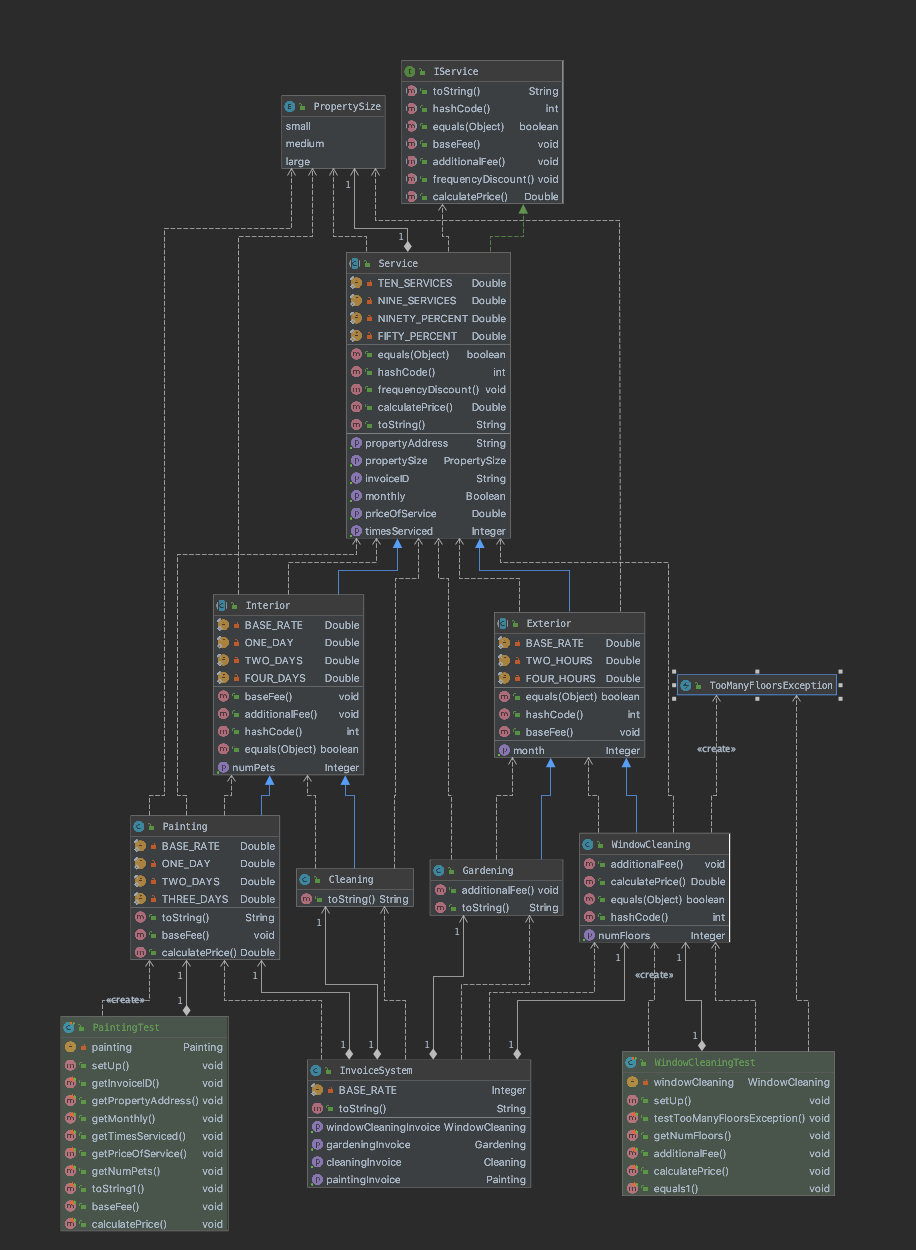 IService
toString() String
hashCode() int
equals(Object) boolean
baseFee() void
additionalFee() void
frequencyDiscount() void
calculatePrice() Double
PropertySize
small
medium
large
1
1
Service
TEN_SERVICES Double
NINE_SERVICES Double
NINETY_PERCENT Double
FIFTY_PERCENT Double
equals(Object) boolean
hashCode() int
frequencyDiscount() void
calculatePrice() Double
toString() String
propertyAddress String
propertySize PropertySize
invoiceID String
monthly Boolean
priceOfService Double
timesServiced Integer
Interior
BASE_RATE Double
ONE_DAY Double
TWO_DAYS Double
FOUR_DAYS Double
baseFee() void
additionalFee() void
hashCode() int
equals(Object) boolean
numPets Integer
Exterior
BASE_RATE Double
TWO_HOURS Double
FOUR_HOURS Double
equals(Object) boolean
hashCode() int
baseFee() void
month Integer
TooManyFloorsException
«create»
Painting
BASE_RATE Double
ONE_DAY Double
TWO_DAYS Double
THREE_DAYS Double
toString() String
baseFee() void
calculatePrice() Double
Cleaning
toString() String
Gardening
additionalFee() void
toString() String
WindowCleaning
additionalFee() void
calculatePrice() Double
equals(Object) boolean
hashCode() int
numFloors Integer
1
1
1
1
1
1
«create»
«create»
1
1
1
1
1
1
PaintingTest
painting Painting
setUp() void
getInvoiceID() void
getPropertyAddress() void
getMonthly() void
getTimesServiced() void
getPriceOfService() void
getNumPets() void
toString1() void
baseFee() void
calculatePrice() void
InvoiceSystem
BASE_RATE Integer
toString() String
windowCleaningInvoice WindowCleaning
gardeningInvoice Gardening
cleaningInvoice Cleaning
paintingInvoice Painting
WindowCleaningTest
windowCleaning WindowCleaning
setUp() void
testTooManyFloorsException() void
getNumFloors() void
additionalFee() void
calculatePrice() void
equals1() void